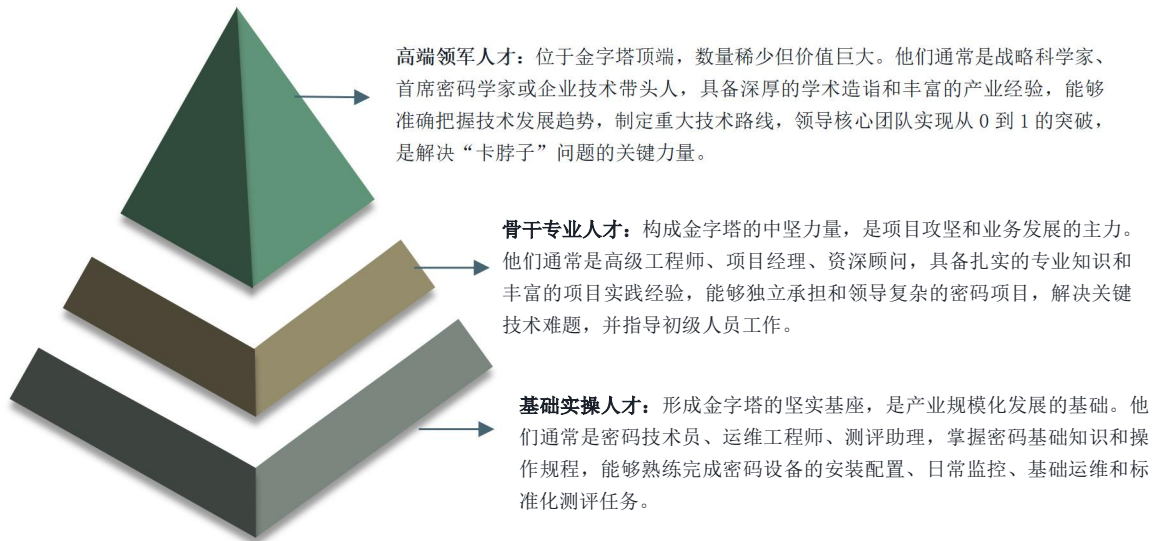 高端领军人才：位于金字塔顶端，数量稀少但价值巨大。他们通常是战略科学家、
首席密码学家或企业技术带头人，具备深厚的学术造诣和丰富的产业经验，能够
准确把握技术发展趋势，制定重大技术路线，领导核心团队实现从 0 到 1 的突破，
是解决“卡脖子”问题的关键力量。
骨干专业人才：构成金字塔的中坚力量，是项目攻坚和业务发展的主力。
他们通常是高级工程师、项目经理、资深顾问，具备扎实的专业知识和
丰富的项目实践经验，能够独立承担和领导复杂的密码项目，解决关键
技术难题，并指导初级人员工作。
基础实操人才：形成金字塔的坚实基座，是产业规模化发展的基础。他
们通常是密码技术员、运维工程师、测评助理，掌握密码基础知识和操
作规程，能够熟练完成密码设备的安装配置、日常监控、基础运维和标
准化测评任务。